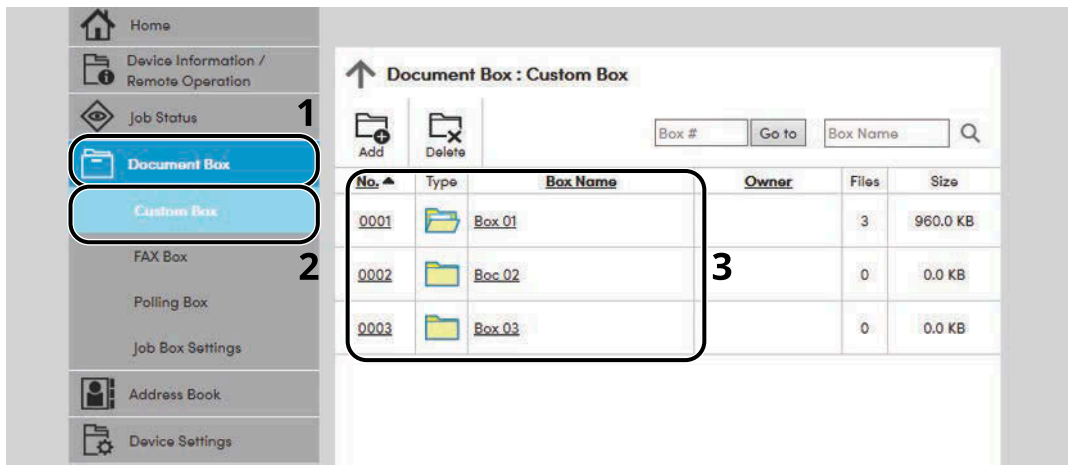 Home
Device Information /
Remote Operation
Job Status
1
Document Box
Custom Box
2
FAX Box
Polling Box
Job Box Settings
Address Book
Device Settings
Document Box : Custom Box
Add
Delete
Box #
Go to
Box Name
No. Type Box Name Owner Files Size
0001 Box 01 3 960.0 KB
0002 Boc 02 0 0.0 KB
0003 Box 03 0 0.0 KB
3